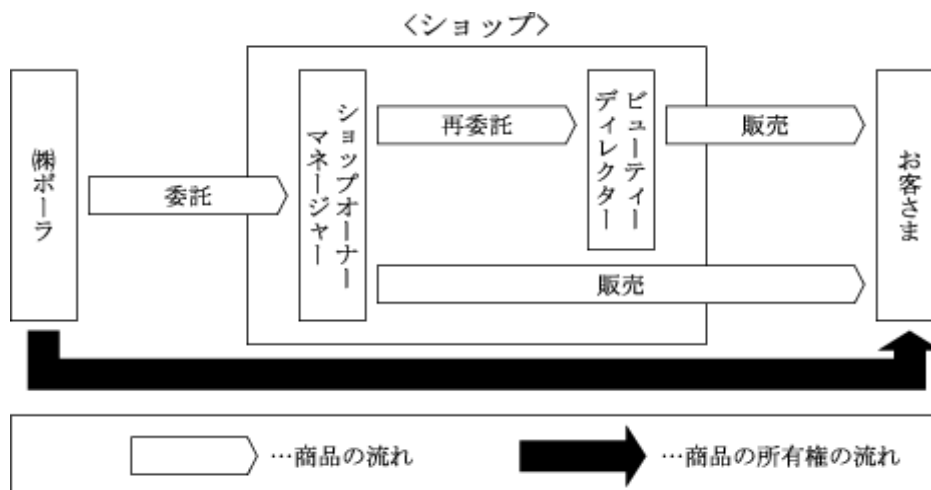 〈ショップ〉
㈱ポーラ
委託
ショップオーナー
マネージャー
再委託
ビューティー
ディレクター
販売
お客さま
販売
…商品の流れ
…商品の所有権の流れ